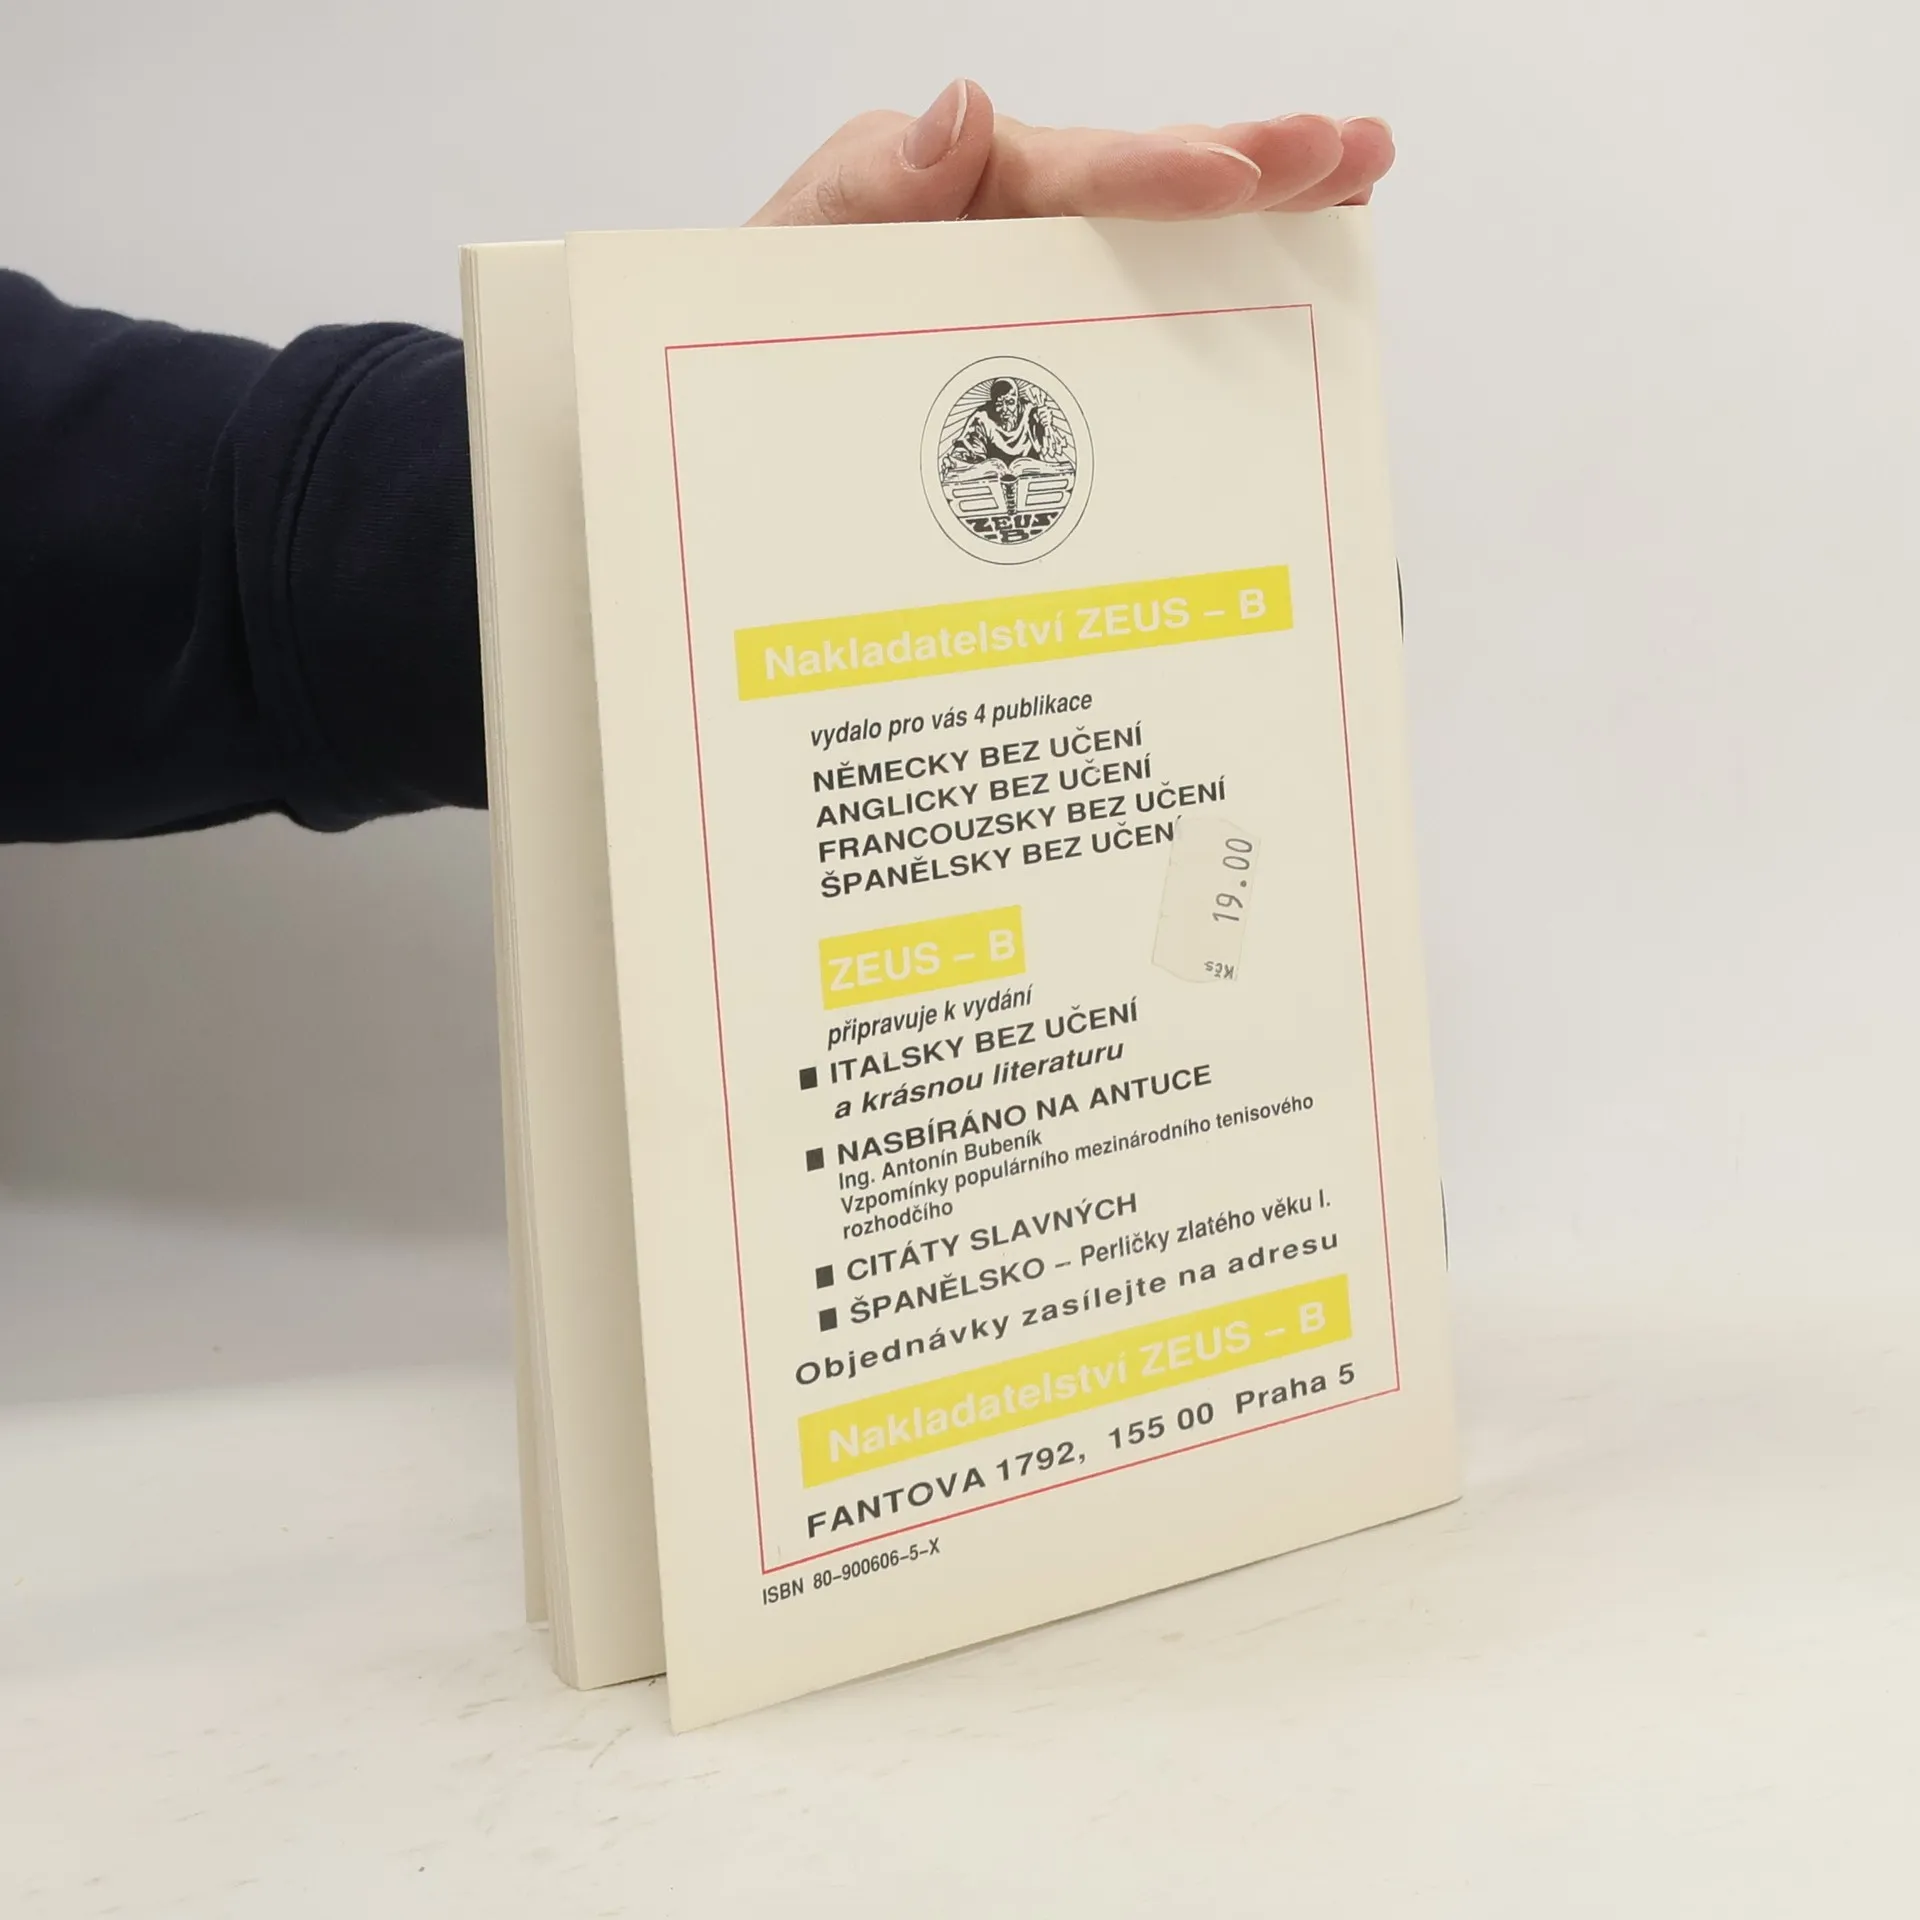 ZEUS
-B-
Nakladatelství ZEUS – B
vydalo pro vás 4 publikace
NĚMECKY BEZ UČENÍ
ANGLICKY BEZ UČENÍ
FRANCOUZSKY BEZ UČENÍ
ŠPANĚLSKY BEZ UČENÍ
19.00
Kčs
ZEUS – B
připravuje k vydání
■ ITALSKY BEZ UČENÍ
a krásnou literaturu
■ NASBÍRÁNO NA ANTUCE
Ing. Antonín Bubeník
Vzpomínky populárního mezinárodního tenisového
rozhodčího
■ CITÁTY SLAVNÝCH
■ ŠPANĚLSKO – Perličky zlatého věku I.
Objednávky zasílejte na adresu
Nakladatelství ZEUS – B
FANTOVA 1792, 155 00 Praha 5
ISBN 80–900606–5–X